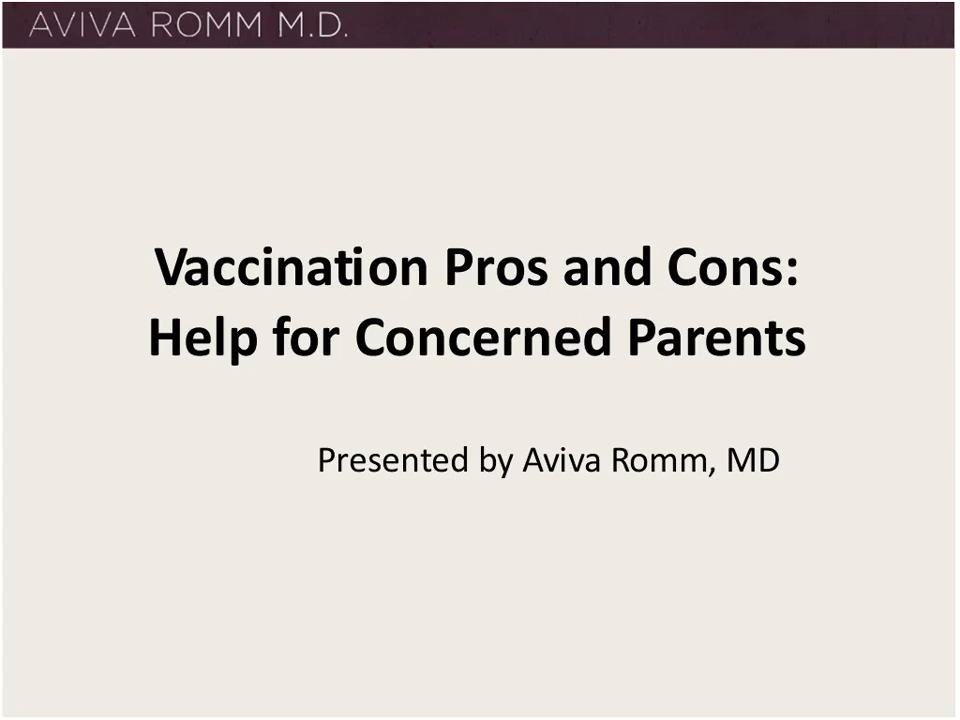 AVIVA ROMM M.D.
Vaccination Pros and Cons:
Help for Concerned Parents
Presented by Aviva Romm, MD